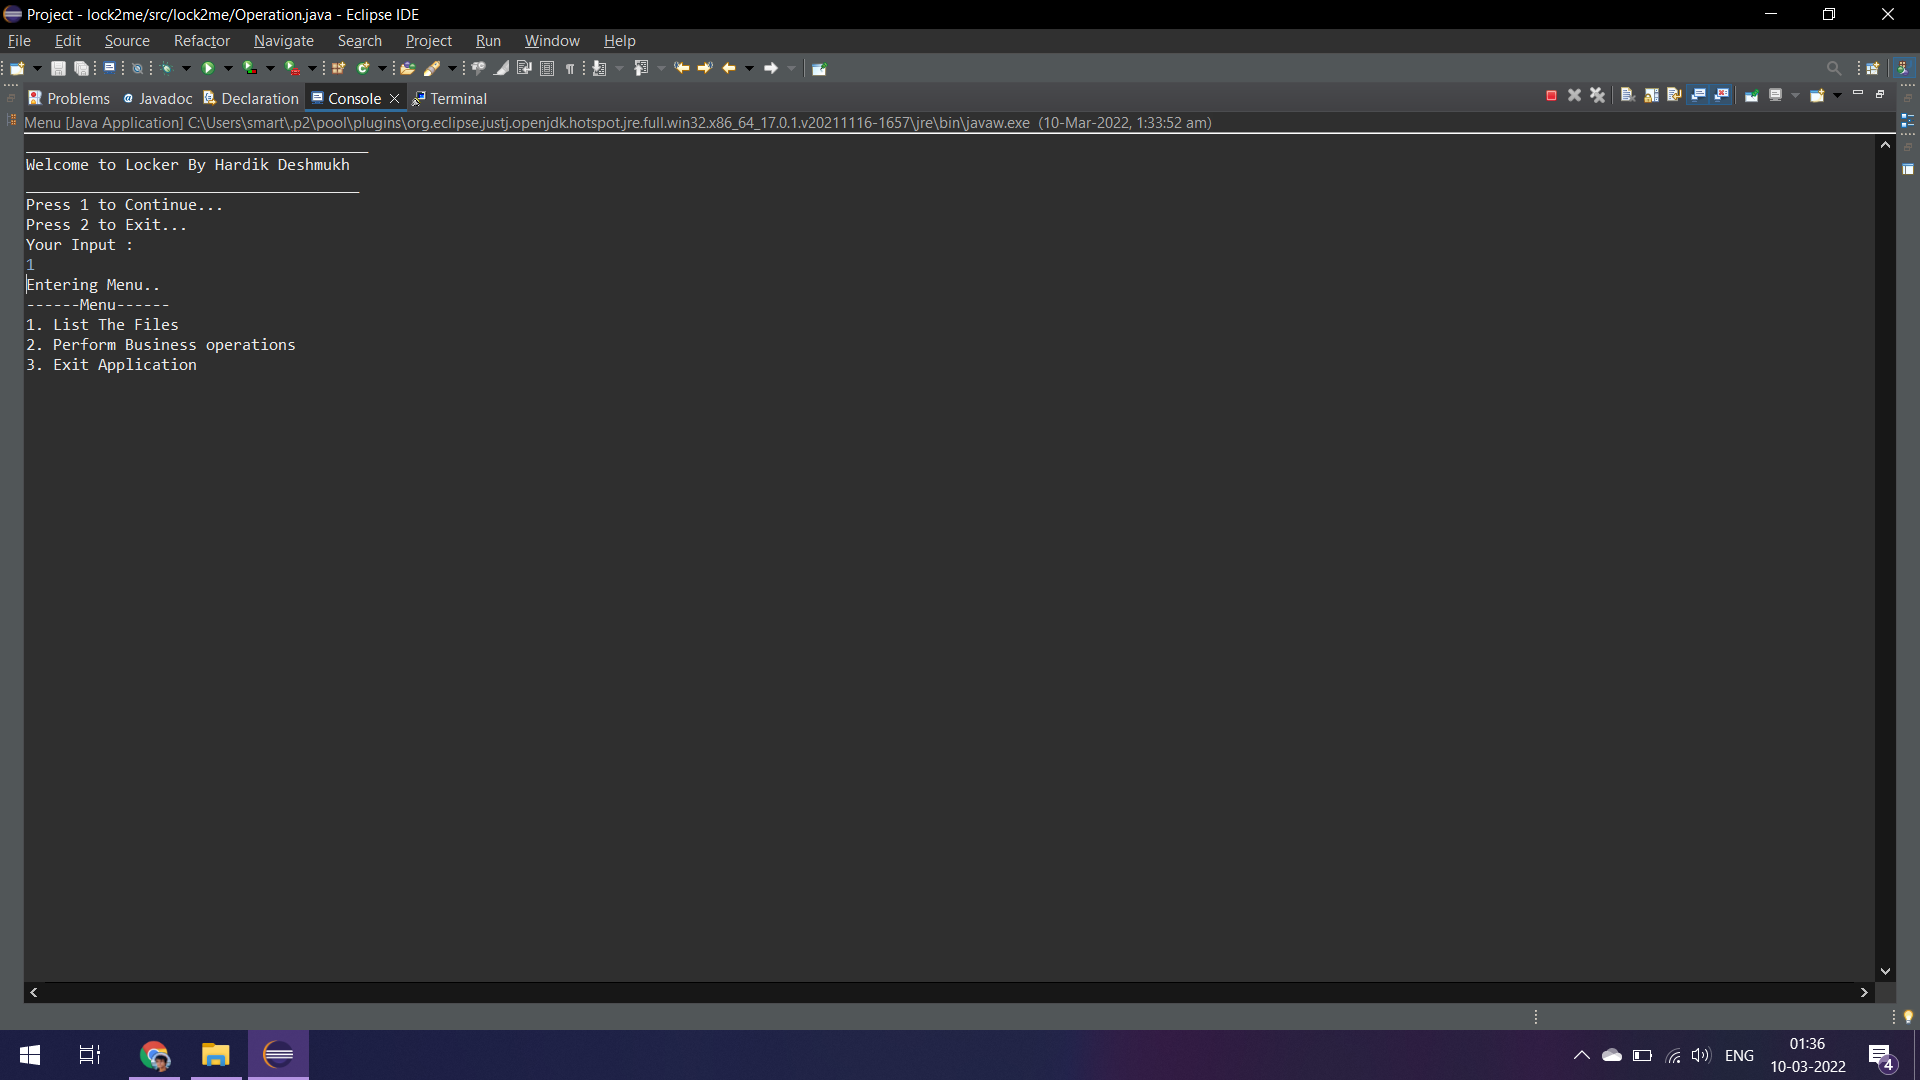 Project - lock2me/src/lock2me/Operation.java - Eclipse IDE
File Edit Source Refactor Navigate Search Project Run Window Help
Problems Javadoc Declaration Console Terminal
Menu [Java Application] C:\Users\smart\.p2\pool\plugins\org.eclipse.justj.openjdk.hotspot.jre.full.win32.x86_64_17.0.1.v20211116-1657\jre\bin\javaw.exe (10-Mar-2022, 1:33:52 am)
______________________________________
Welcome to Locker By Hardik Deshmukh
_____________________________________
Press 1 to Continue...
Press 2 to Exit...
Your Input :
1
Entering Menu..
------Menu------
1. List The Files
2. Perform Business operations
3. Exit Application
ENG
01:36
10-03-2022
4